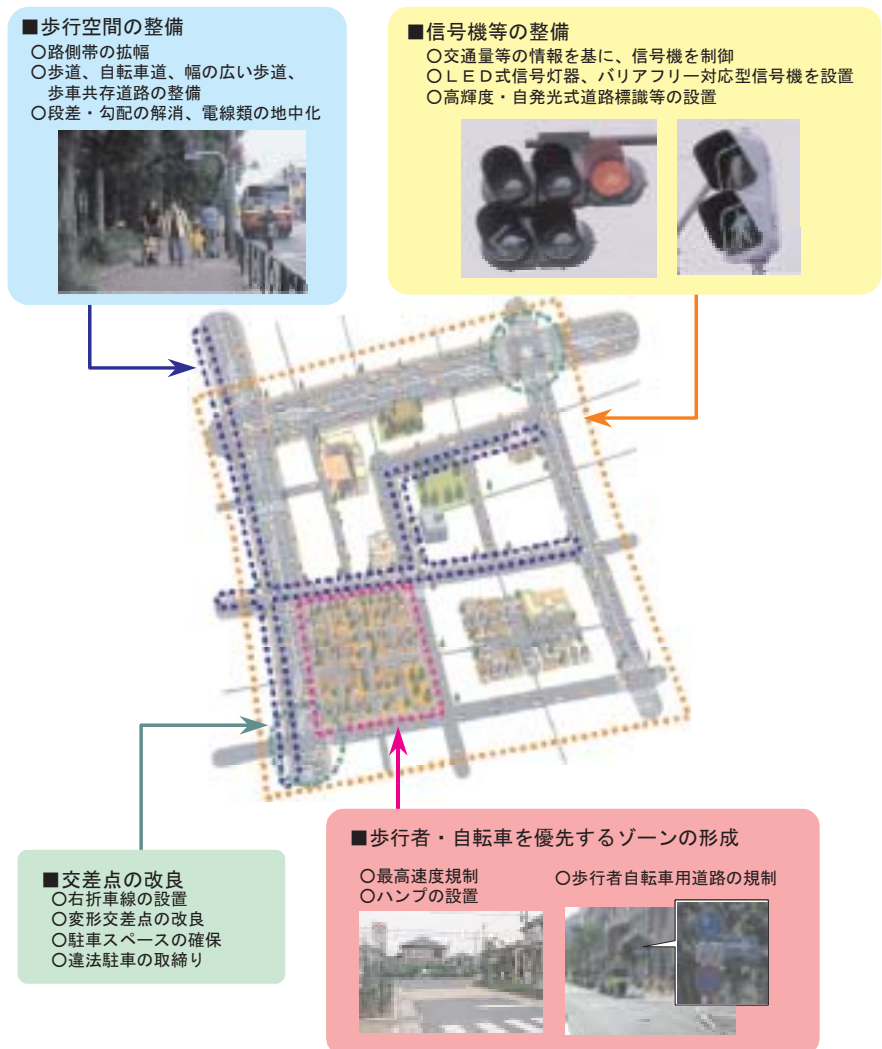 ■歩行空間の整備
○路側帯の拡幅
○歩道、自転車道、幅の広い歩道、
歩車共存道路の整備
○段差・勾配の解消、電線類の地中化
■信号機等の整備
○交通量等の情報を基に、信号機を制御
○ＬＥＤ式信号灯器、バリアフリー対応型信号機を設置
○高輝度・自発光式道路標識等の設置
■交差点の改良
○右折車線の設置
○変形交差点の改良
○駐車スペースの確保
○違法駐車の取締り
■歩行者・自転車を優先するゾーンの形成
○最高速度規制
○ハンプの設置
○歩行者自転車用道路の規制